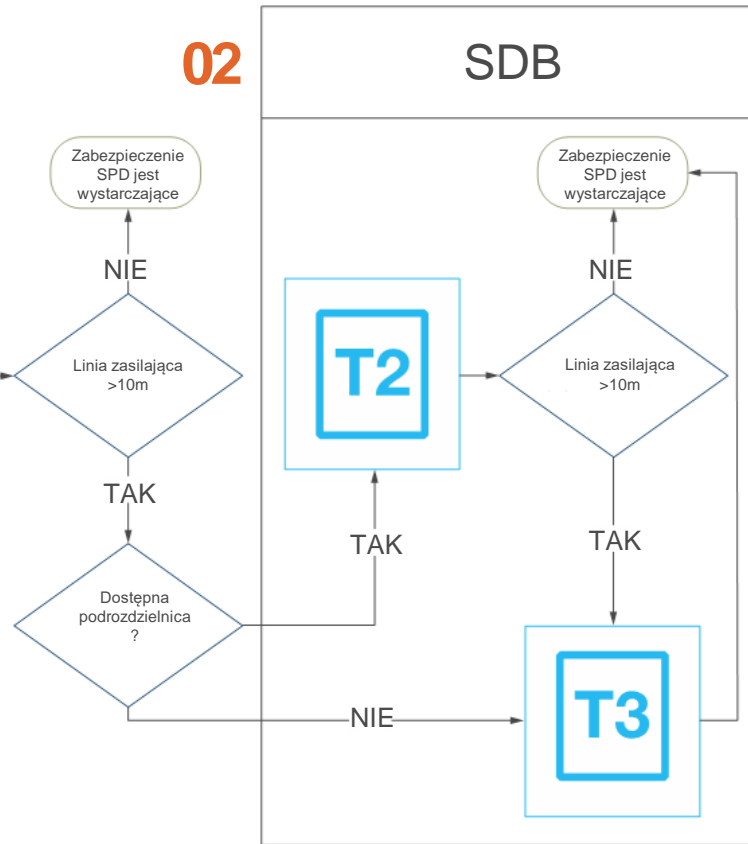 02
SDB
Zabezpieczenie
SPD jest
wystarczające
Zabezpieczenie
SPD jest
wystarczające
NIE
NIE
Linia zasilająca
>10m
T2
Linia zasilająca
>10m
TAK
TAK
TAK
Dostępna
podrozdzielnica
?
NIE
T3